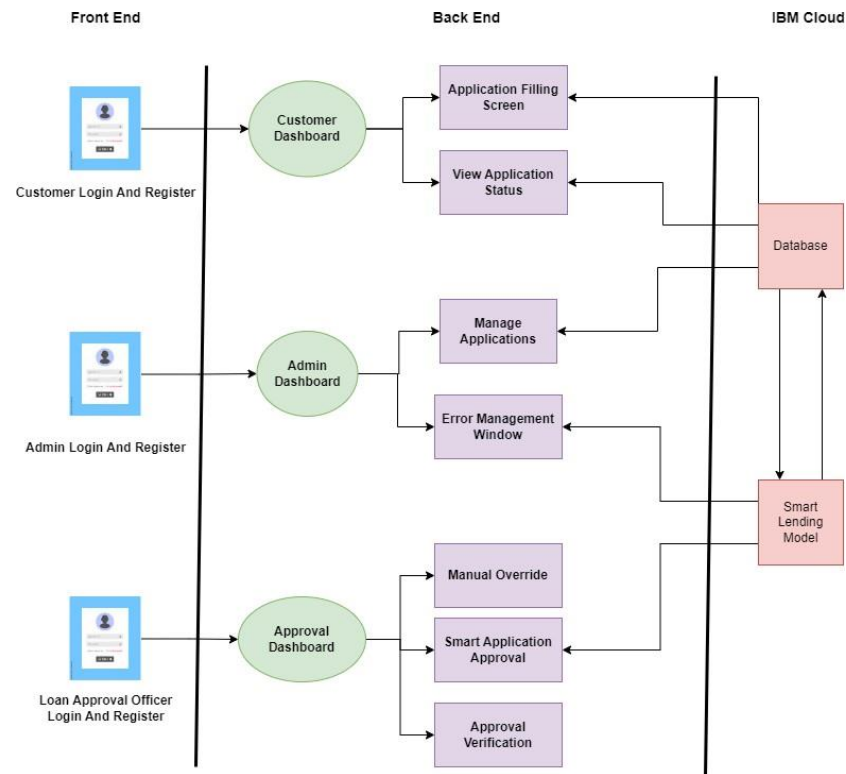 Front End
Back End
IBM Cloud
Customer Login And Register
Customer
Dashboard
Application Filling
Screen
View Application
Status
Database
Admin Login And Register
Admin
Dashboard
Manage
Applications
Error Management
Window
Smart
Lending
Model
Loan Approval Officer
Login And Register
Approval
Dashboard
Manual Override
Smart Application
Approval
Approval
Verification